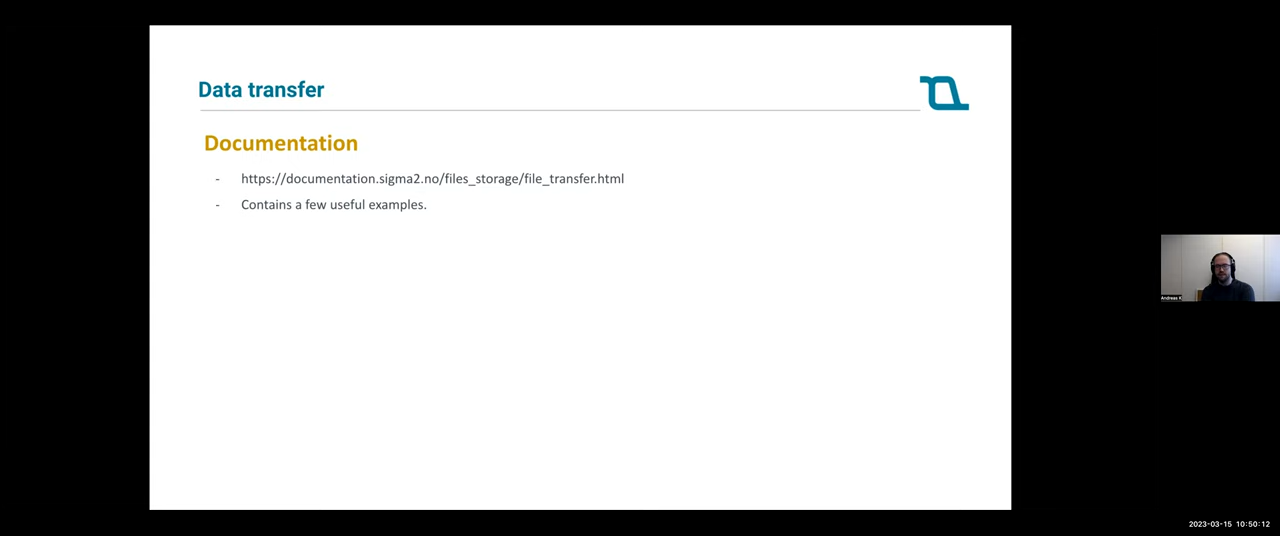 Data transfer
Documentation
- https://documentation.sigma2.no/files_storage/file_transfer.html
- Contains a few useful examples.
Andreas K
2023-03-15 10:50:12